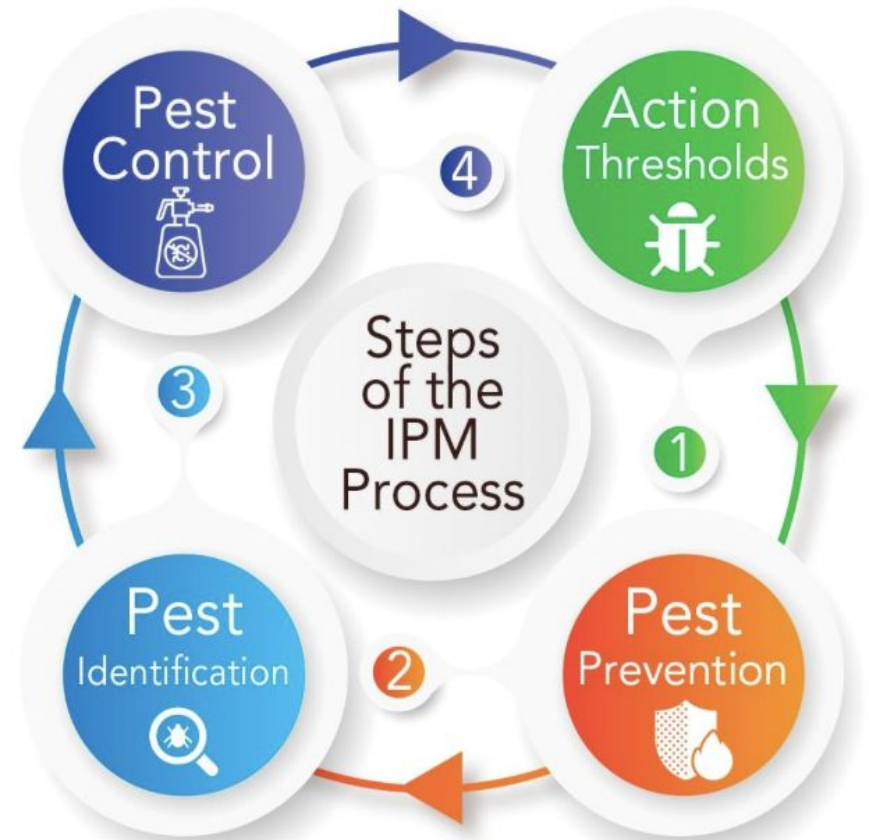 Pest
Control
4
Action
Thresholds
Steps
of the
IPM
Process
3
1
Pest
Identification
2
Pest
Prevention